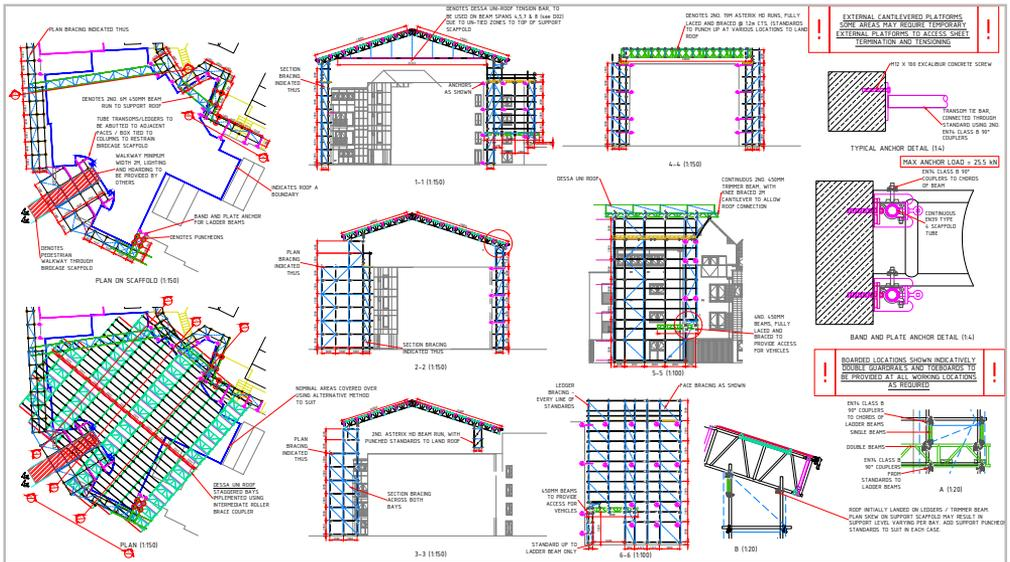 PLAN BRACING INDICATED THUS
DENOTES 2NO. 6M 450MM BEAM
RUN TO SUPPORT ROOF
TUBE TRANSOMS/LEDGERS TO
BE ABUTTED TO ADJACENT
FACES / BOX TIED TO
COLUMNS TO RESTRAIN
BIRDCAGE SCAFFOLD
WALKWAY MINIMUM
WIDTH 2M, LIGHTING
AND HOARDING TO
BE PROVIDED BY
OTHERS
INDICATES ROOF A
BOUNDARY
BAND AND PLATE ANCHOR
FOR LADDER BEAMS
DENOTES PUNCHEONS
DENOTES
PEDESTRIAN
WALKWAY THROUGH
BIRDCAGE SCAFFOLD
PLAN ON SCAFFOLD (1:150)
DENOTES DESSA UNI-ROOF TENSION BAR, TO
BE USED ON BEAM SPANS 4,5,7 & 8 (see D02)
DUE TO UN-TIED ZONES TO TOP OF SUPPORT
SCAFFOLD
SECTION
BRACING
INDICATED
THUS
ANCHORS
AS SHOWN
1-1 (1:150)
DENOTES 2NO. 19M ASTERIX HD RUNS, FULLY
LACED AND BRACED @ 1.2m CTS, (STANDARDS
TO PUNCH UP AT VARIOUS LOCATIONS TO LAND
ROOF
4-4 (1:150)
! EXTERNAL CANTILEVERED PLATFORMS !
SOME AREAS MAY REQUIRE TEMPORARY
EXTERNAL PLATFORMS TO ACCESS SHEET
TERMINATION AND TENSIONING
M12 X 100 EXCALIBUR CONCRETE SCREW
TRANSOM TIE BAR,
CONNECTED THROUGH
STANDARD USING 2NO.
EN74 CLASS B 90°
COUPLERS
TYPICAL ANCHOR DETAIL (1:4)
MAX ANCHOR LOAD = 25.5 kN
EN74 CLASS B 90°
COUPLERS TO CHORDS
OF BEAM
CONTINUOUS
EN39 TYPE
4 SCAFFOLD
TUBE
BAND AND PLATE ANCHOR DETAIL (1:4)
PLAN
BRACING
INDICATED
THUS
SECTION BRACING
INDICATED THUS
2-2 (1:150)
DESSA UNI ROOF
CONTINUOUS 2NO. 450MM
TRIMMER BEAM, WITH
KNEE BRACED 2M
CANTILEVER TO ALLOW
ROOF CONNECTION
4NO. 450MM
BEAMS, FULLY
LACED AND
BRACED TO
PROVIDE ACCESS
FOR VEHICLES
5-5 (1:100)
! BOARDED LOCATIONS SHOWN INDICATIVELY !
DOUBLE GUARDRAILS AND TOEBOARDS TO
BE PROVIDED AT ALL WORKING LOCATIONS
AS REQUIRED
NOMINAL AREAS COVERED OVER
USING ALTERNATIVE METHOD
TO SUIT
DESSA UNI ROOF
STAGGERED BAYS
IMPLEMENTED USING
INTERMEDIATE ROLLER
BRACE COUPLER
PLAN (1:150)
PLAN
BRACING
INDICATED
THUS
2NO. ASTERIX HD BEAM RUN, WITH
PUNCHED STANDARDS TO LAND ROOF
SECTION BRACING
ACROSS BOTH
BAYS
3-3 (1:150)
LEDGER
BRACING -
EVERY LINE OF
STANDARDS
FACE BRACING AS SHOWN
450MM BEAMS
TO PROVIDE
ACCESS FOR
VEHICLES
STANDARD UP TO
LADDER BEAM ONLY
6-6 (1:100)
B (1:20)
EN74 CLASS B
90° COUPLERS
TO CHORDS OF
LADDER BEAMS
SINGLE BEAMS
DOUBLE BEAMS
EN74 CLASS B
90° COUPLERS
FROM
STANDARDS TO
LADDER BEAMS
A (1:20)
ROOF INITIALLY LANDED ON LEDGERS / TRIMMER BEAM.
PLAN SKEW ON SUPPORT SCAFFOLD MAY RESULT IN
SUPPORT LEVEL VARYING PER BAY. ADD SUPPORT PUNCHEON
STANDARDS TO SUIT IN EACH CASE.